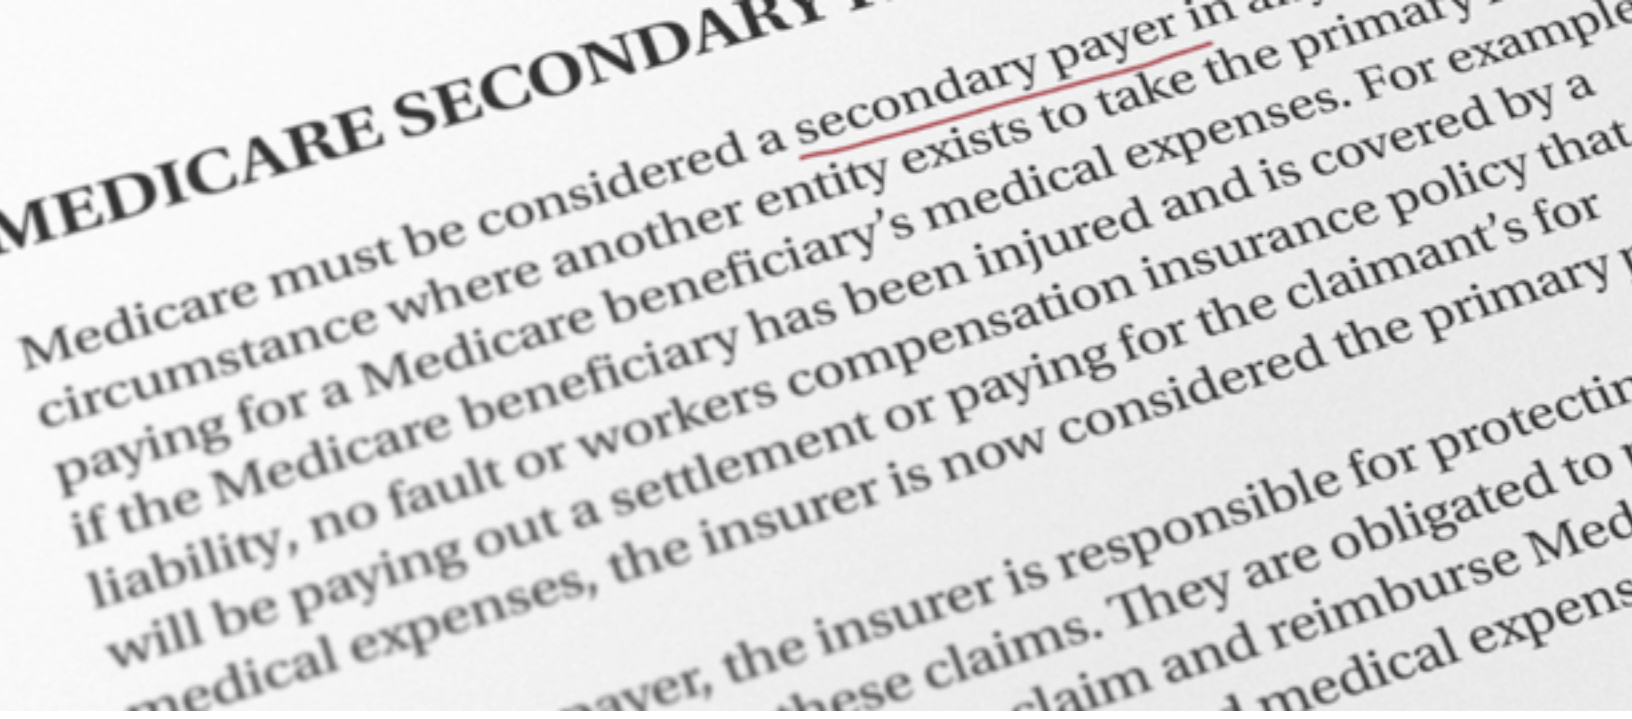 MEDICARE SECONDARY
Medicare must be considered a secondary payer in
circumstance where another entity exists to take the primary
paying for a Medicare beneficiary's medical expenses. For example
if the Medicare beneficiary has been injured and is covered by a
liability, no fault or workers compensation insurance policy that
will be paying out a settlement or paying for the claimant's for
medical expenses, the insurer is now considered the primary
payer, the insurer is responsible for
these claims. They are obligated to
claim and reimburse
medical